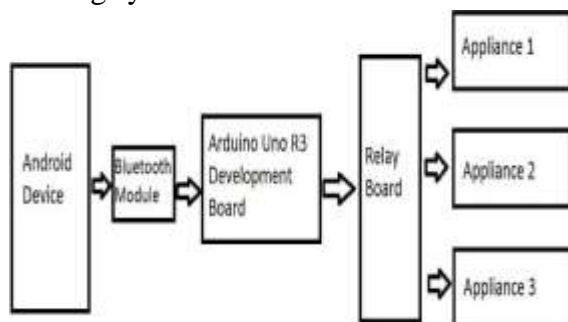 Android
Device
Bluetooth
Module
Arduino Uno R3
Development
Board
Relay
Board
Appliance 1
Appliance 2
Appliance 3